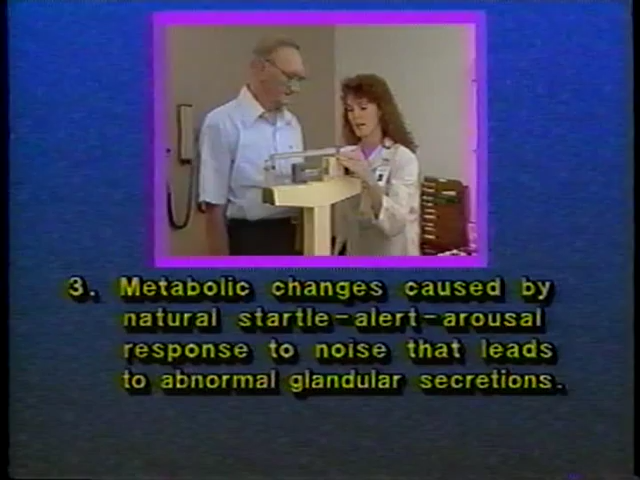 3. Metabolic changes caused by
natural startle-alert-arousal
response to noise that leads
to abnormal glandular secretions.